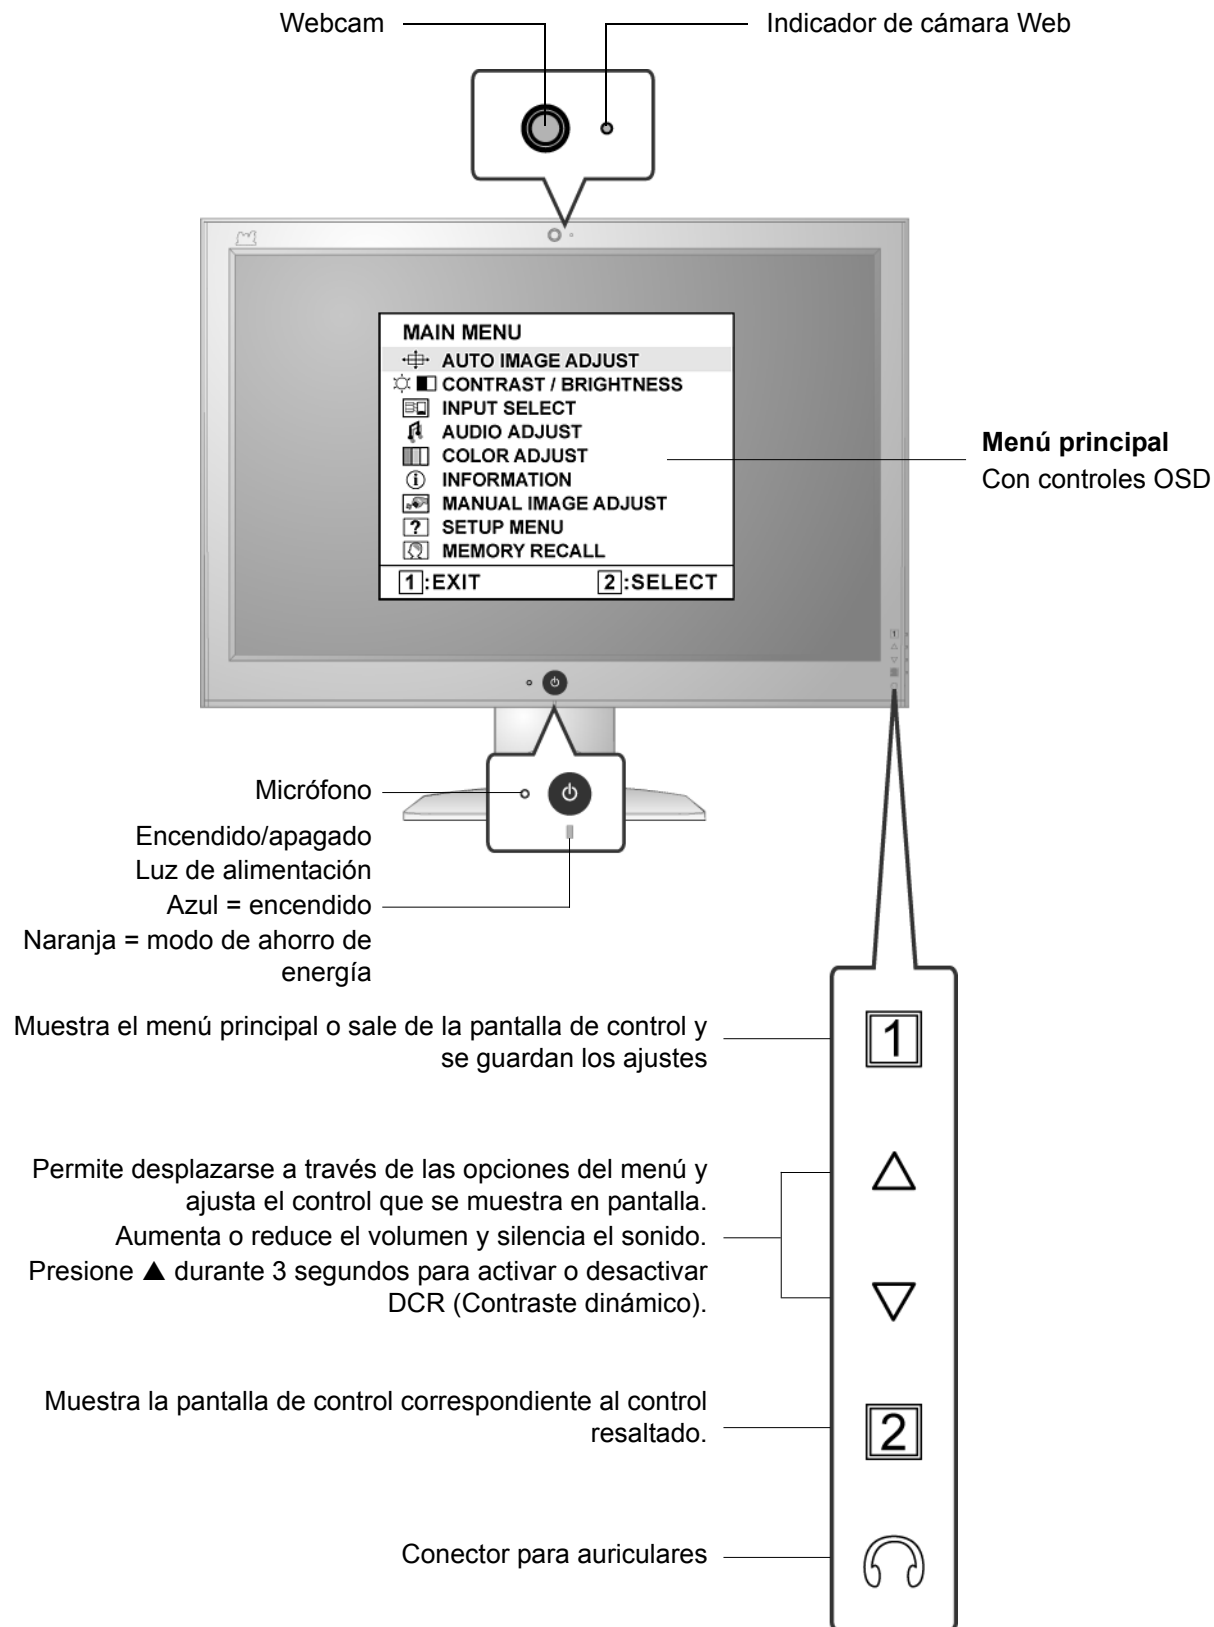 Webcam
Indicador de cámara Web
MAIN MENU
AUTO IMAGE ADJUST
CONTRAST / BRIGHTNESS
INPUT SELECT
AUDIO ADJUST
COLOR ADJUST
INFORMATION
MANUAL IMAGE ADJUST
? SETUP MENU
MEMORY RECALL
1 :EXIT 2 :SELECT
Menú principal
Con controles OSD
1
Micrófono
Encendido/apagado
Luz de alimentación
Azul = encendido
Naranja = modo de ahorro de
energía
Muestra el menú principal o sale de la pantalla de control y
se guardan los ajustes
1
Permite desplazarse a través de las opciones del menú y
ajusta el control que se muestra en pantalla.
Aumenta o reduce el volumen y silencia el sonido.
Presione ▲ durante 3 segundos para activar o desactivar
DCR (Contraste dinámico).
Muestra la pantalla de control correspondiente al control
resaltado.
2
Conector para auriculares